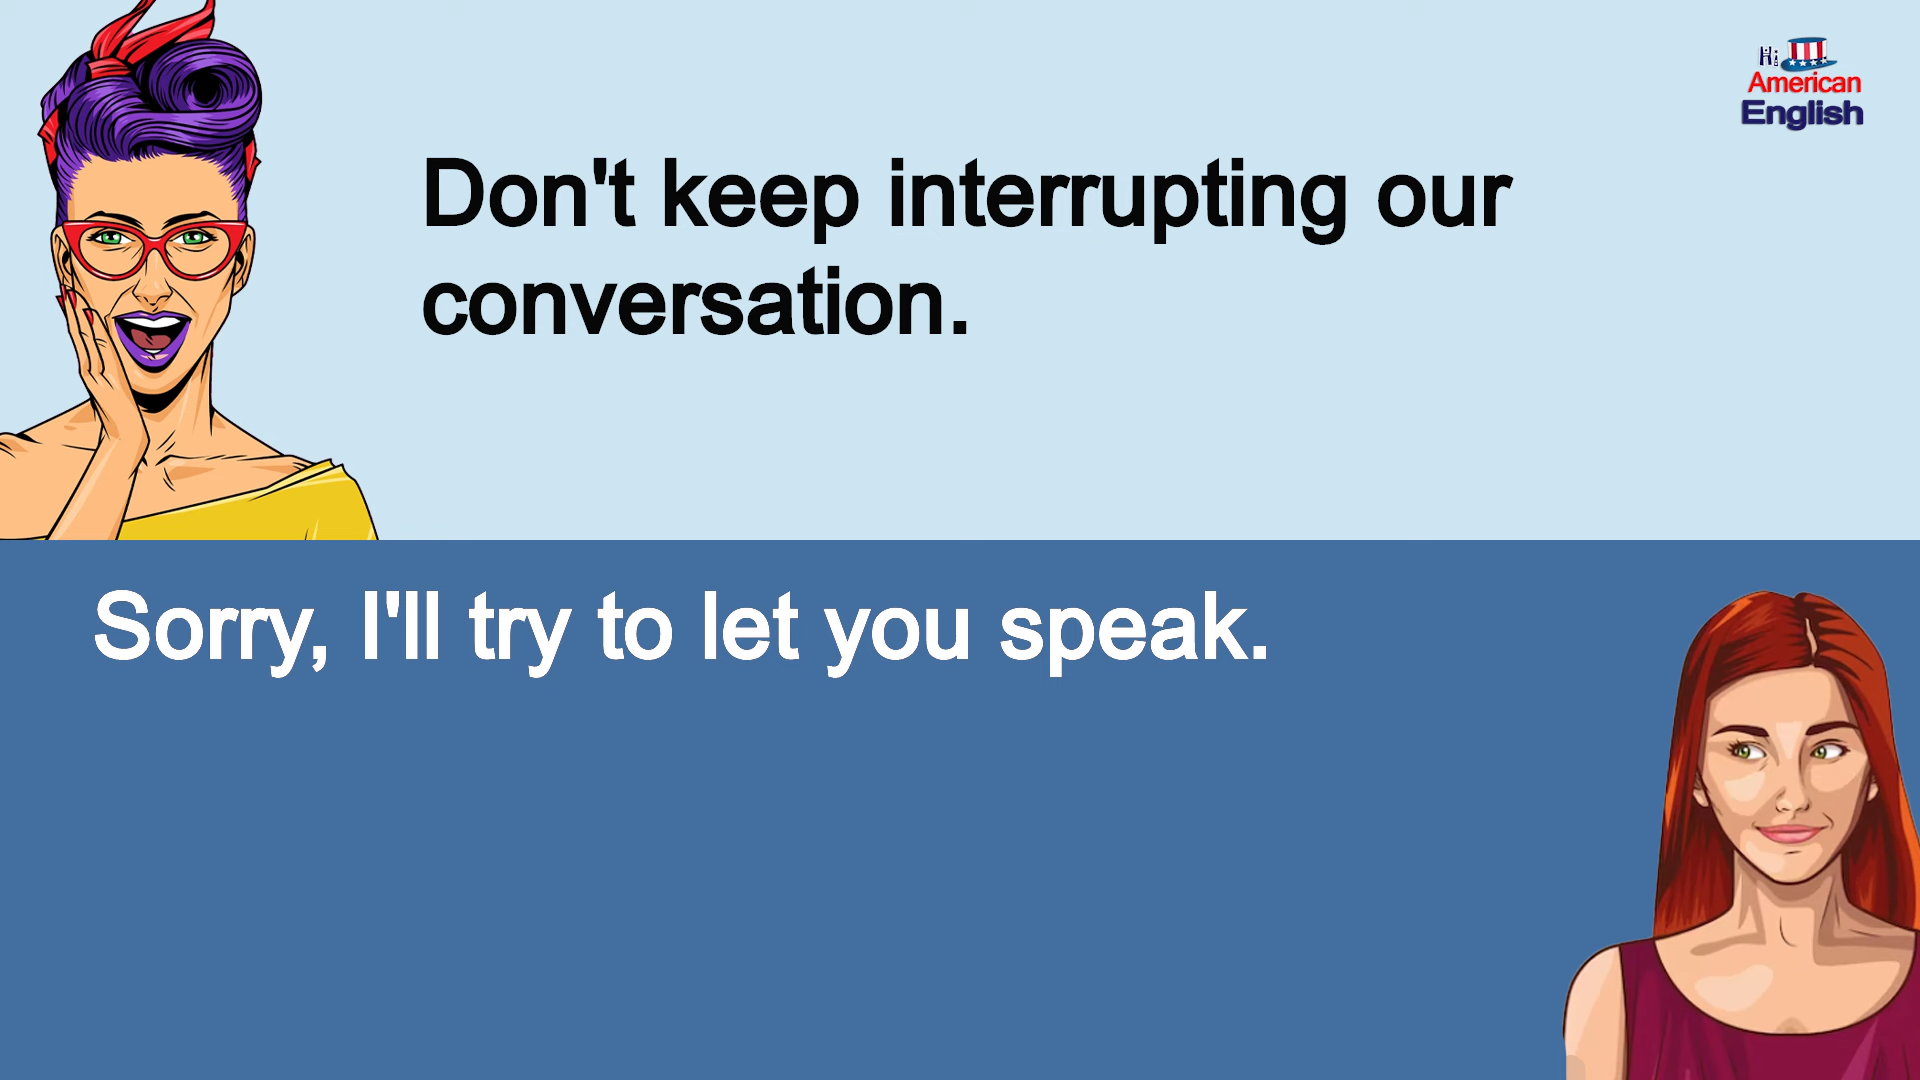 Hi
American
English
Don't keep interrupting our
conversation.
Sorry, I'll try to let you speak.